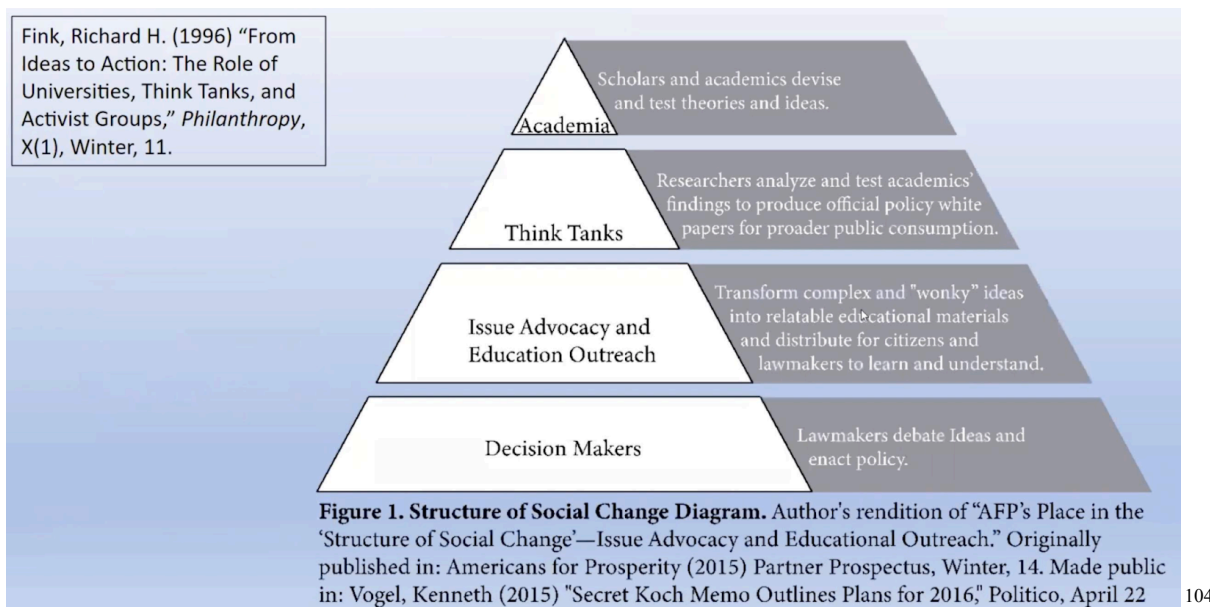 Fink, Richard H. (1996) “From
Ideas to Action: The Role of
Universities, Think Tanks, and
Activist Groups,” Philanthropy,
X(1), Winter, 11.
Academia
Scholars and academics devise
and test theories and ideas.
Think Tanks
Researchers analyze and test academics’
findings to produce official policy white
papers for proader public consumption.
Issue Advocacy and
Education Outreach
Transform complex and "wonky” ideas
into relatable educational materials
and distribute for citizens and
lawmakers to learn and understand.
Decision Makers
Lawmakers debate Ideas and
enact policy.
Figure 1. Structure of Social Change Diagram. Author's rendition of “AFP’s Place in the
‘Structure of Social Change’—Issue Advocacy and Educational Outreach.” Originally
published in: Americans for Prosperity (2015) Partner Prospectus, Winter, 14. Made public
in: Vogel, Kenneth (2015) "Secret Koch Memo Outlines Plans for 2016," Politico, April 22
104